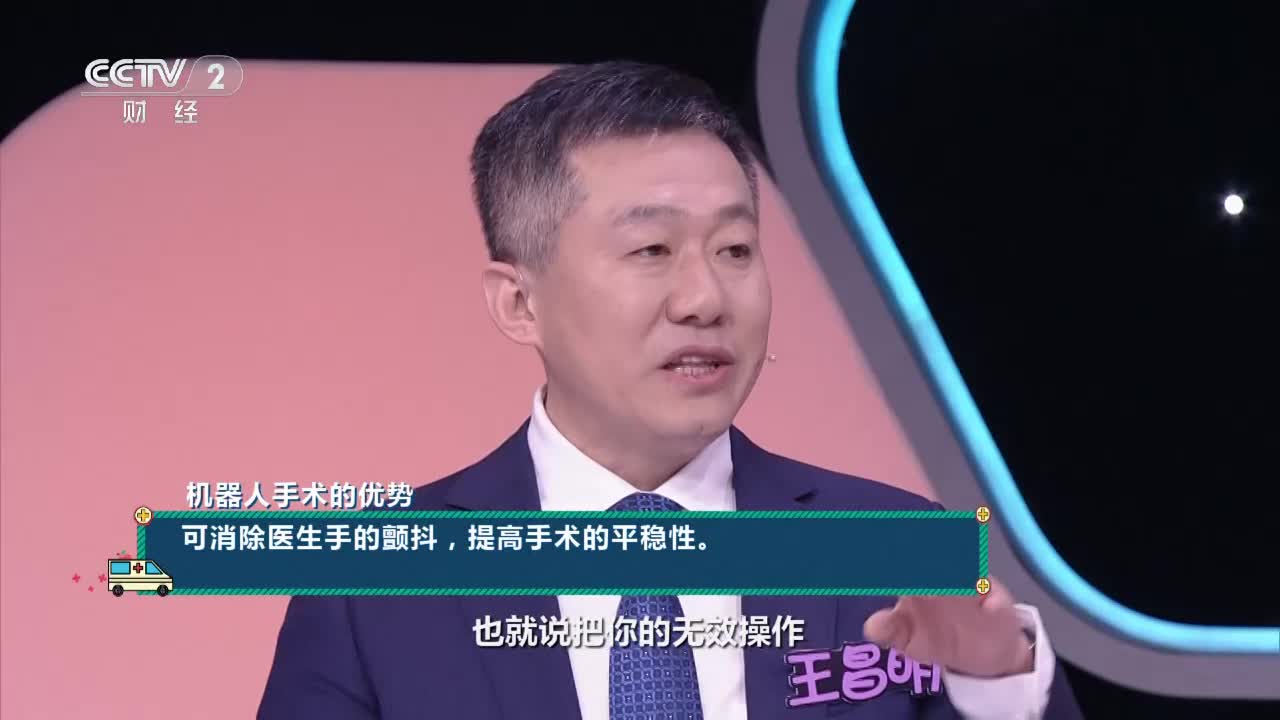 CCTV 2
财 经
机器人手术的优势
可消除医生手的颤抖，提高手术的平稳性。
也就说把你的无效操作
王昌明